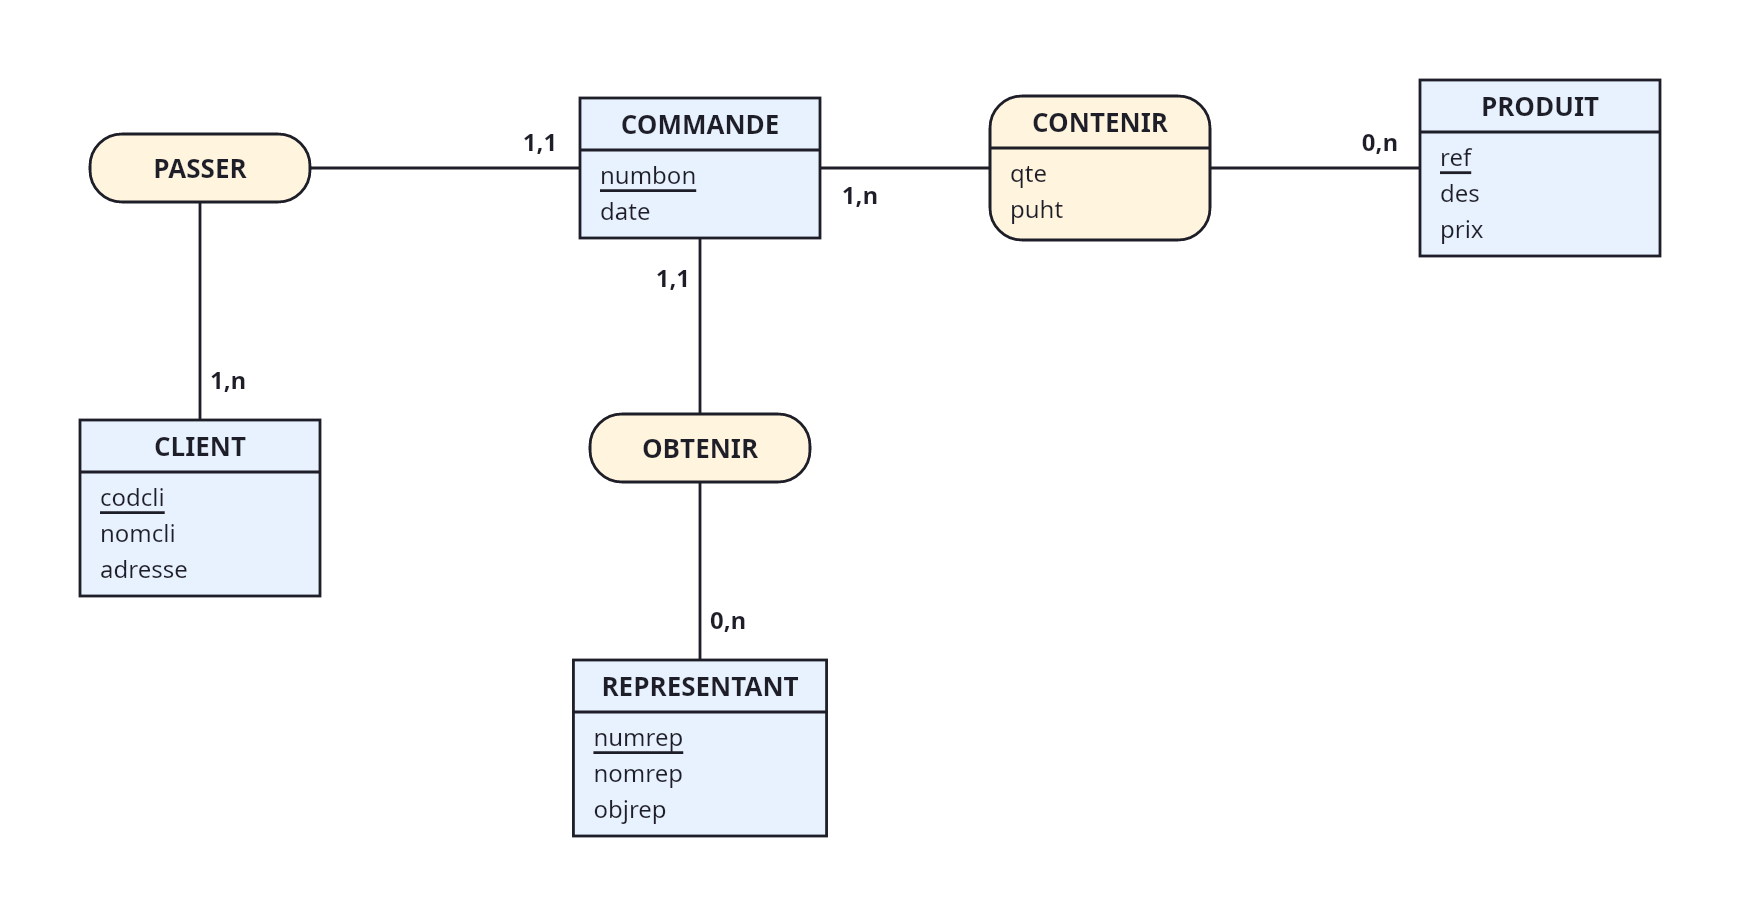 PASSER
1,1
COMMANDE
numbon
date
1,n
CONTENIR
qte
puht
0,n
PRODUIT
ref
des
prix
1,n
CLIENT
codcli
nomcli
adresse
1,1
OBTENIR
0,n
REPRESENTANT
numrep
nomrep
objrep